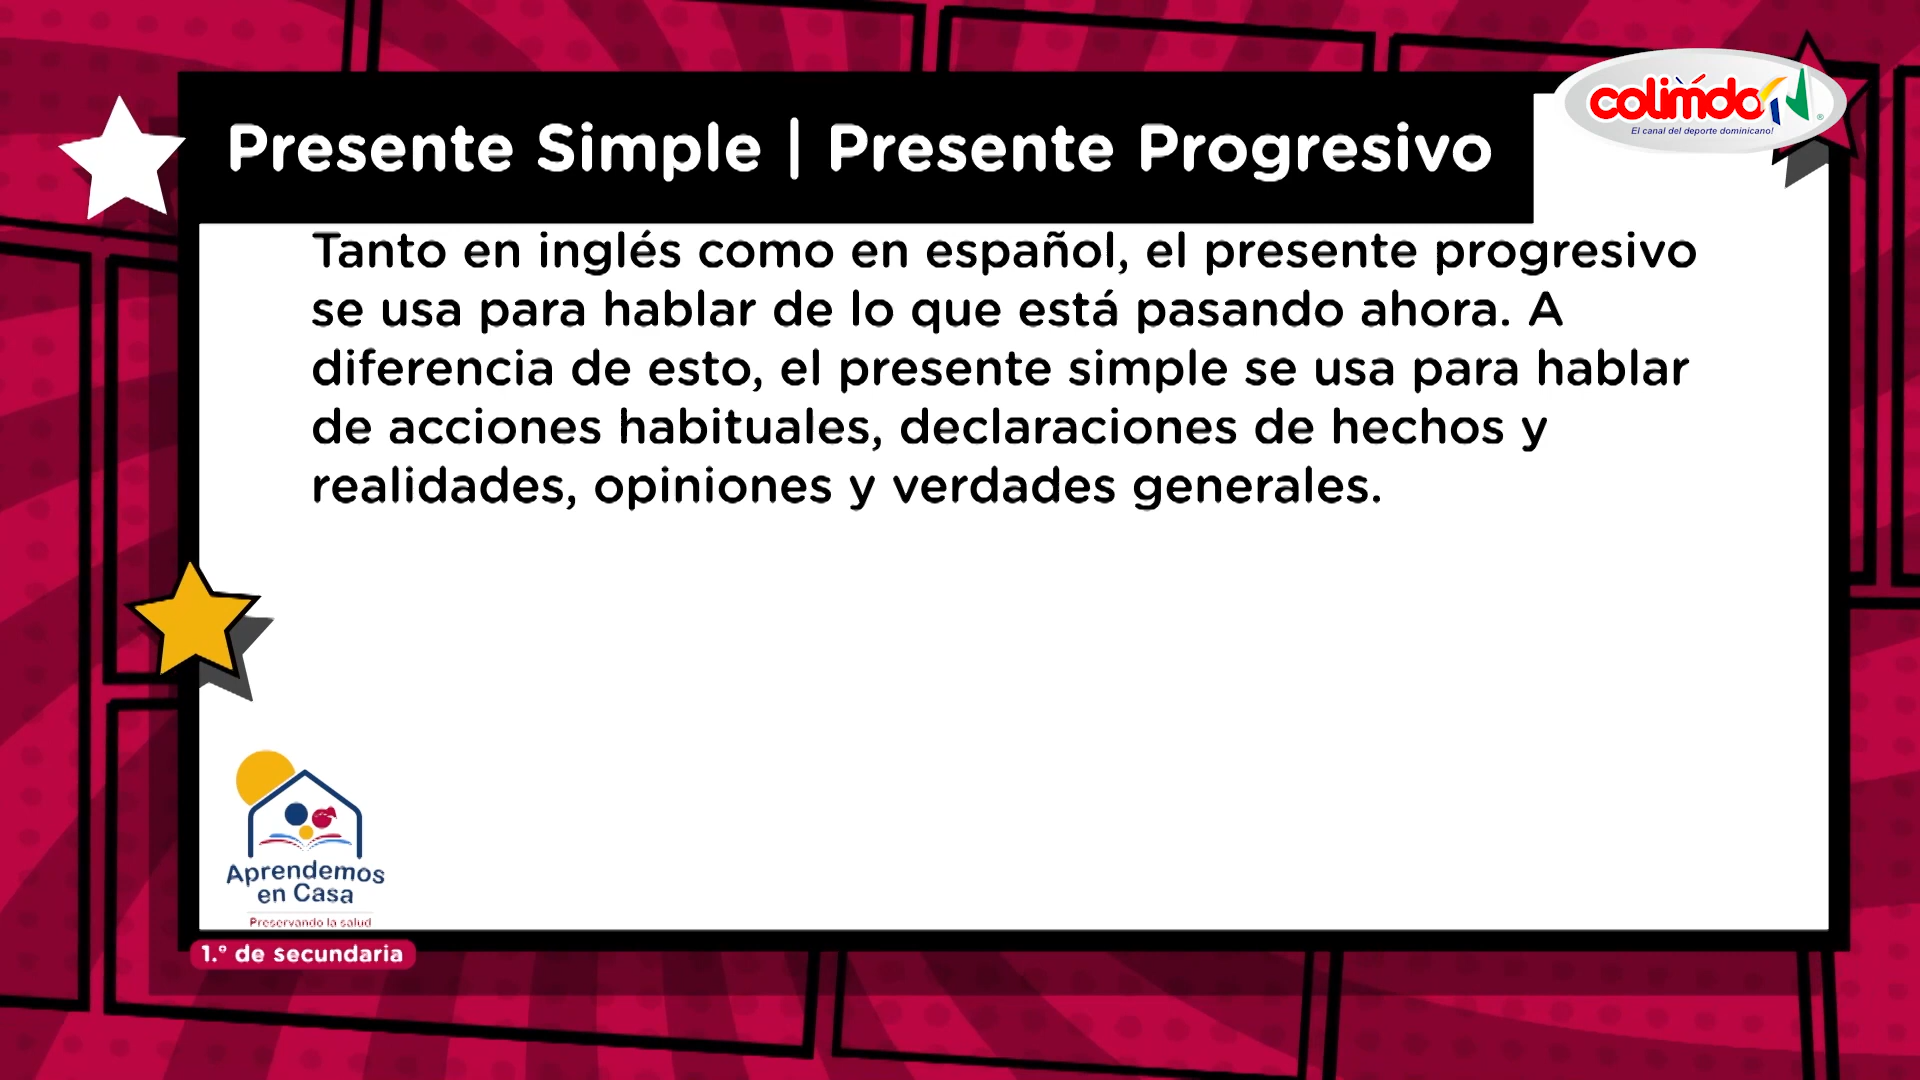 colimdo
El canal del deporte dominicano!
Presente Simple | Presente Progresivo
Tanto en inglés como en español, el presente progresivo
se usa para hablar de lo que está pasando ahora. A
diferencia de esto, el presente simple se usa para hablar
de acciones habituales, declaraciones de hechos y
realidades, opiniones y verdades generales.
Aprendemos
en Casa
Preservando la salud
1.° de secundaria